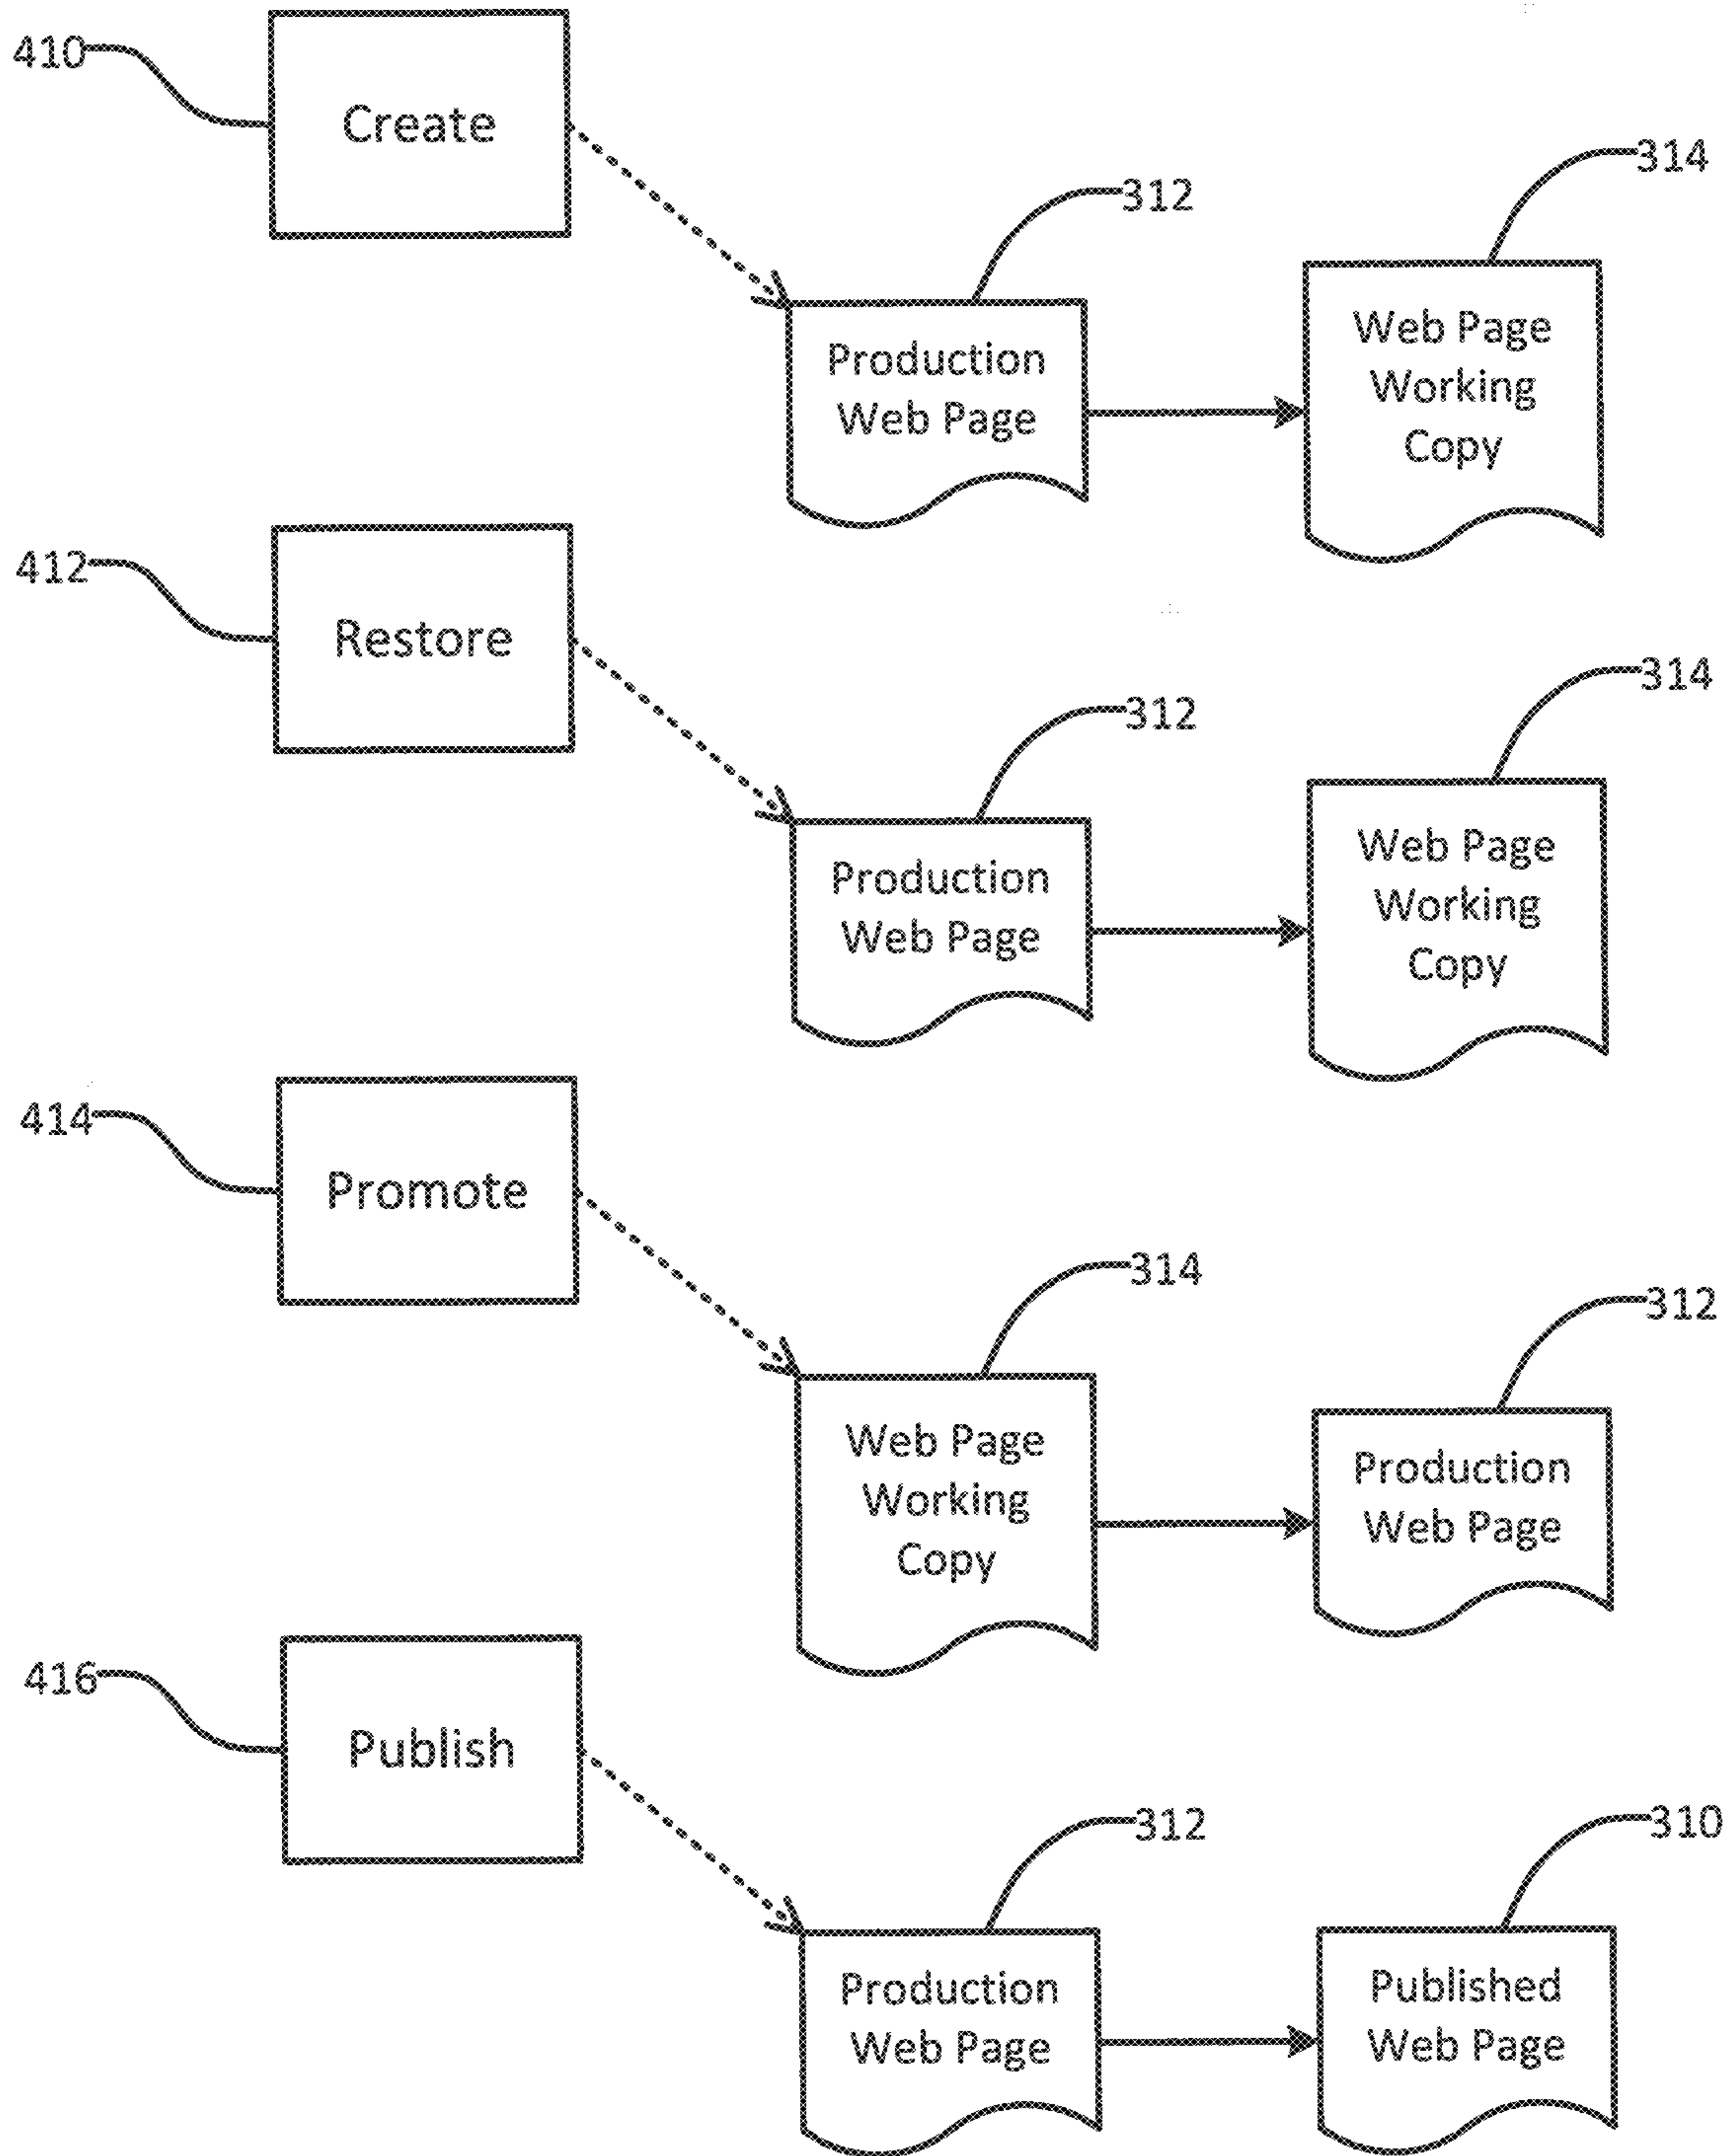 410
Create
314
312
Production
Web Page
Web Page
Working
Copy
412
Restore
314
312
Production
Web Page
Web Page
Working
Copy
414
Promote
314
312
Web Page
Working
Copy
Production
Web Page
416
Publish
312
310
Production
Web Page
Published
Web Page